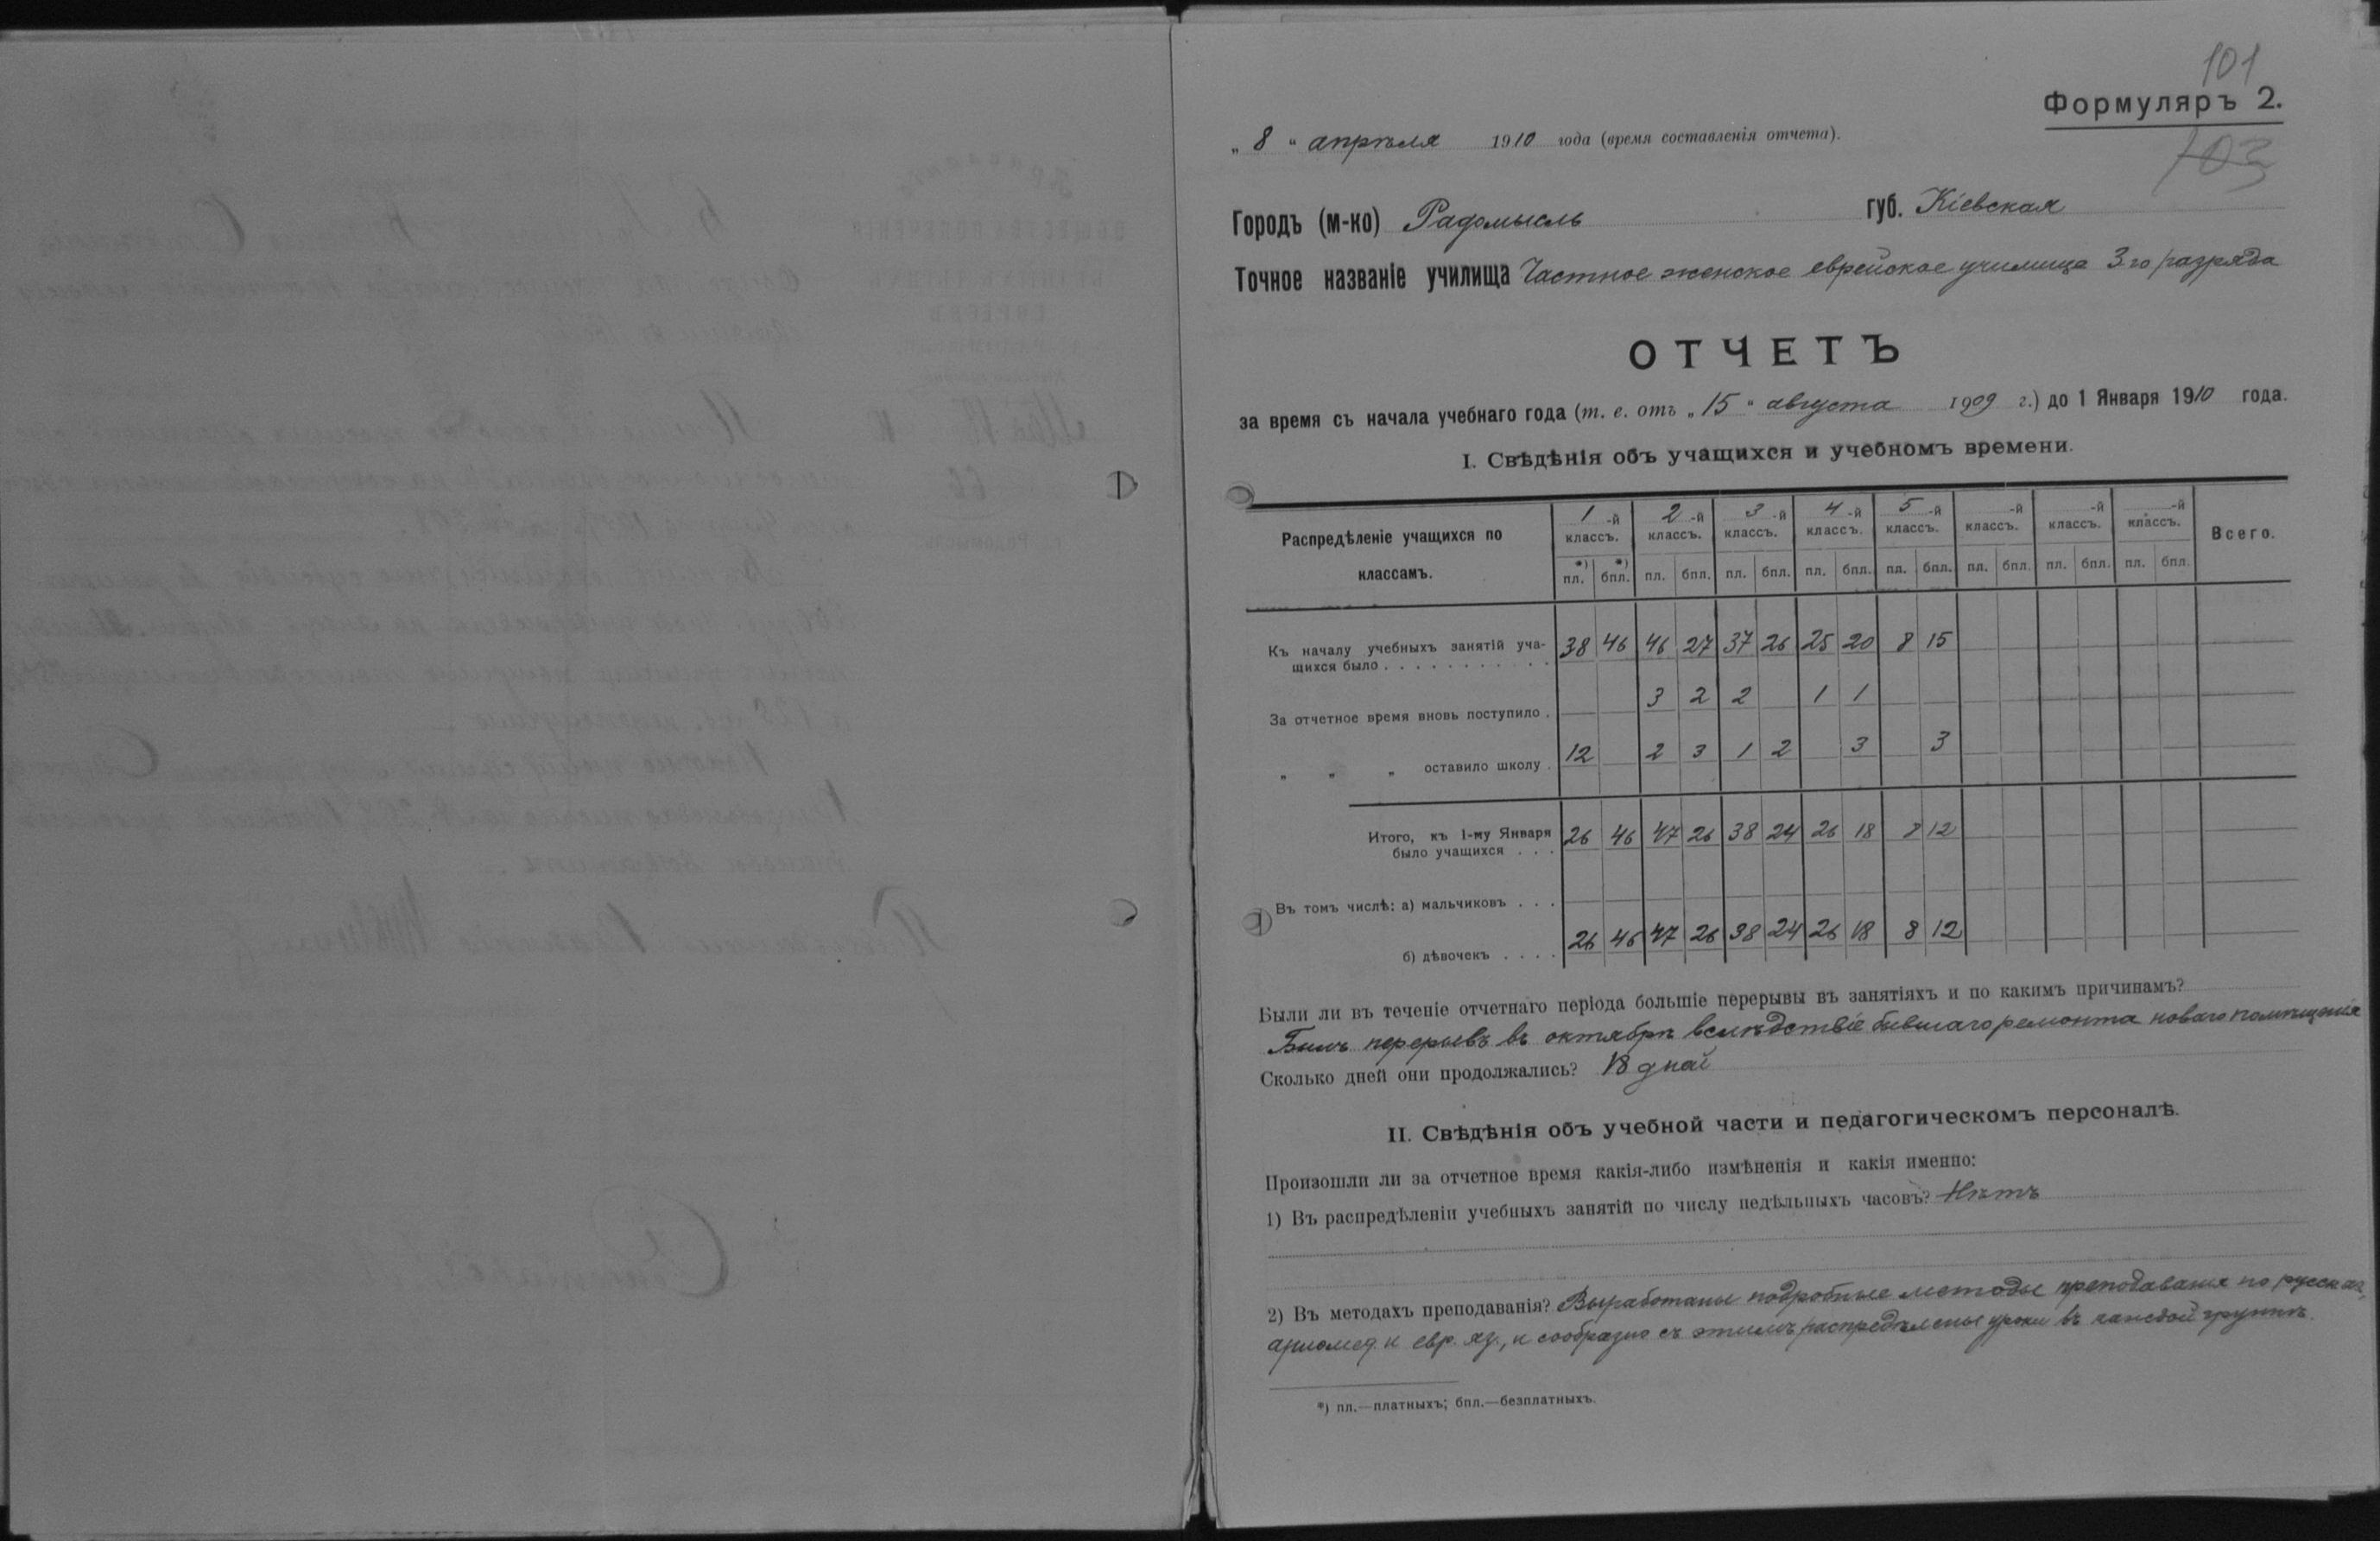 101
Формуляръ 2.
103
„ 8 “ апрѣля 1910 года (время составленія отчета).
Городъ (м-ко) Радомысль губ. Кіевская
Точное названіе училища Частное женское еврейское училище 3го разряда
ОТЧЕТЪ
за время съ начала учебнаго года (т. е. отъ „ 15 “ августа 1909 г.) до 1 Января 1910 года.
I. Свѣдѣнія объ учащихся и учебномъ времени.
Распредѣленіе учащихся по классамъ. 1-й классъ. 2-й классъ. 3-й классъ. 4-й классъ. 5-й классъ. -й классъ. -й классъ. -й классъ. Всего.
*) пл. *) бпл. пл. бпл. пл. бпл. пл. бпл. пл. бпл. пл. бпл. пл. бпл. пл. бпл.
Къ началу учебныхъ занятій уча-
щихся было . . . . . . . . . . . 38 46 46 27 37 26 25 20 8 15
За отчетное время вновь поступило . 3 2 2 1 1
„ „ „ оставило школу . 12 2 3 1 2 3 3
Итого, къ 1-му Января
было учащихся . . . 26 46 47 26 38 24 26 18 8 12
Въ томъ числѣ: а) мальчиковъ . . .
б) дѣвочекъ . . . . 26 46 47 26 38 24 26 18 8 12
Были ли въ теченіе отчетнаго періода большіе перерывы въ занятіяхъ и по какимъ причинамъ?
Былъ перерывъ въ октябрѣ вслѣдствіе бывшаго ремонта новаго помѣщенія
Сколько дней они продолжались? 18 дней
II. Свѣдѣнія объ учебной части и педагогическомъ персоналѣ.
Произошли ли за отчетное время какія-либо измѣненія и какія именно:
1) Въ распредѣленіи учебныхъ занятій по числу недѣльныхъ часовъ? Нѣтъ
2) Въ методахъ преподаванія? Выработаны подробные методы преподаванія по русск. яз.,
ариѳмет. и евр. яз., и сообразно съ этимъ распредѣлены уроки въ каждой группѣ.
*) пл.—платныхъ; бпл.—безплатныхъ.